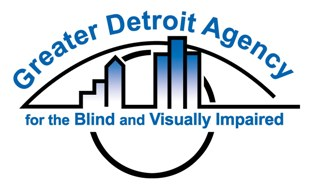 Greater Detroit Agency
for the Blind and Visually Impaired